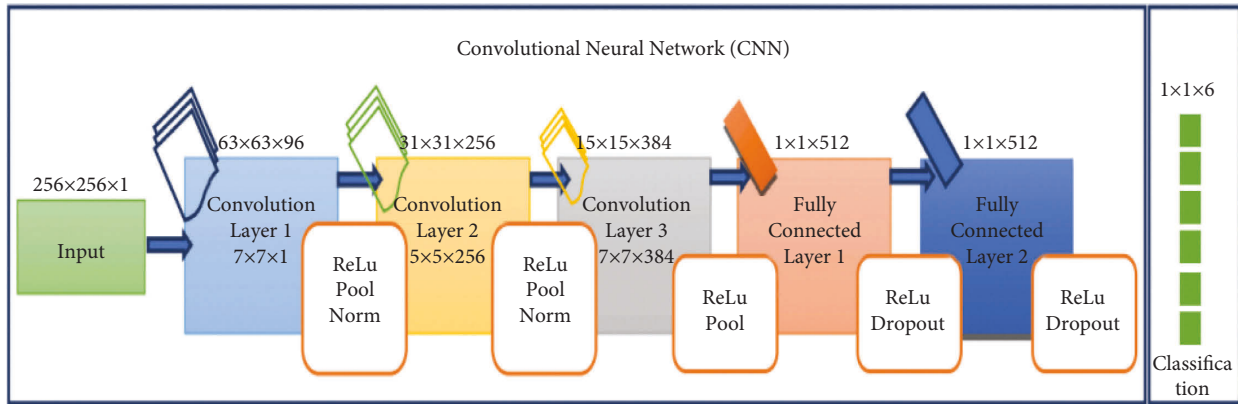 Convolutional Neural Network (CNN)
256×256×1
Input
63×63×96
Convolution
Layer 1
7×7×1
ReLu
Pool
Norm
31×31×256
Convolution
Layer 2
5×5×256
ReLu
Pool
Norm
15×15×384
Convolution
Layer 3
7×7×384
ReLu
Pool
1×1×512
Fully
Connected
Layer 1
ReLu
Dropout
1×1×512
Fully
Connected
Layer 2
ReLu
Dropout
1×1×6
Classifica
tion